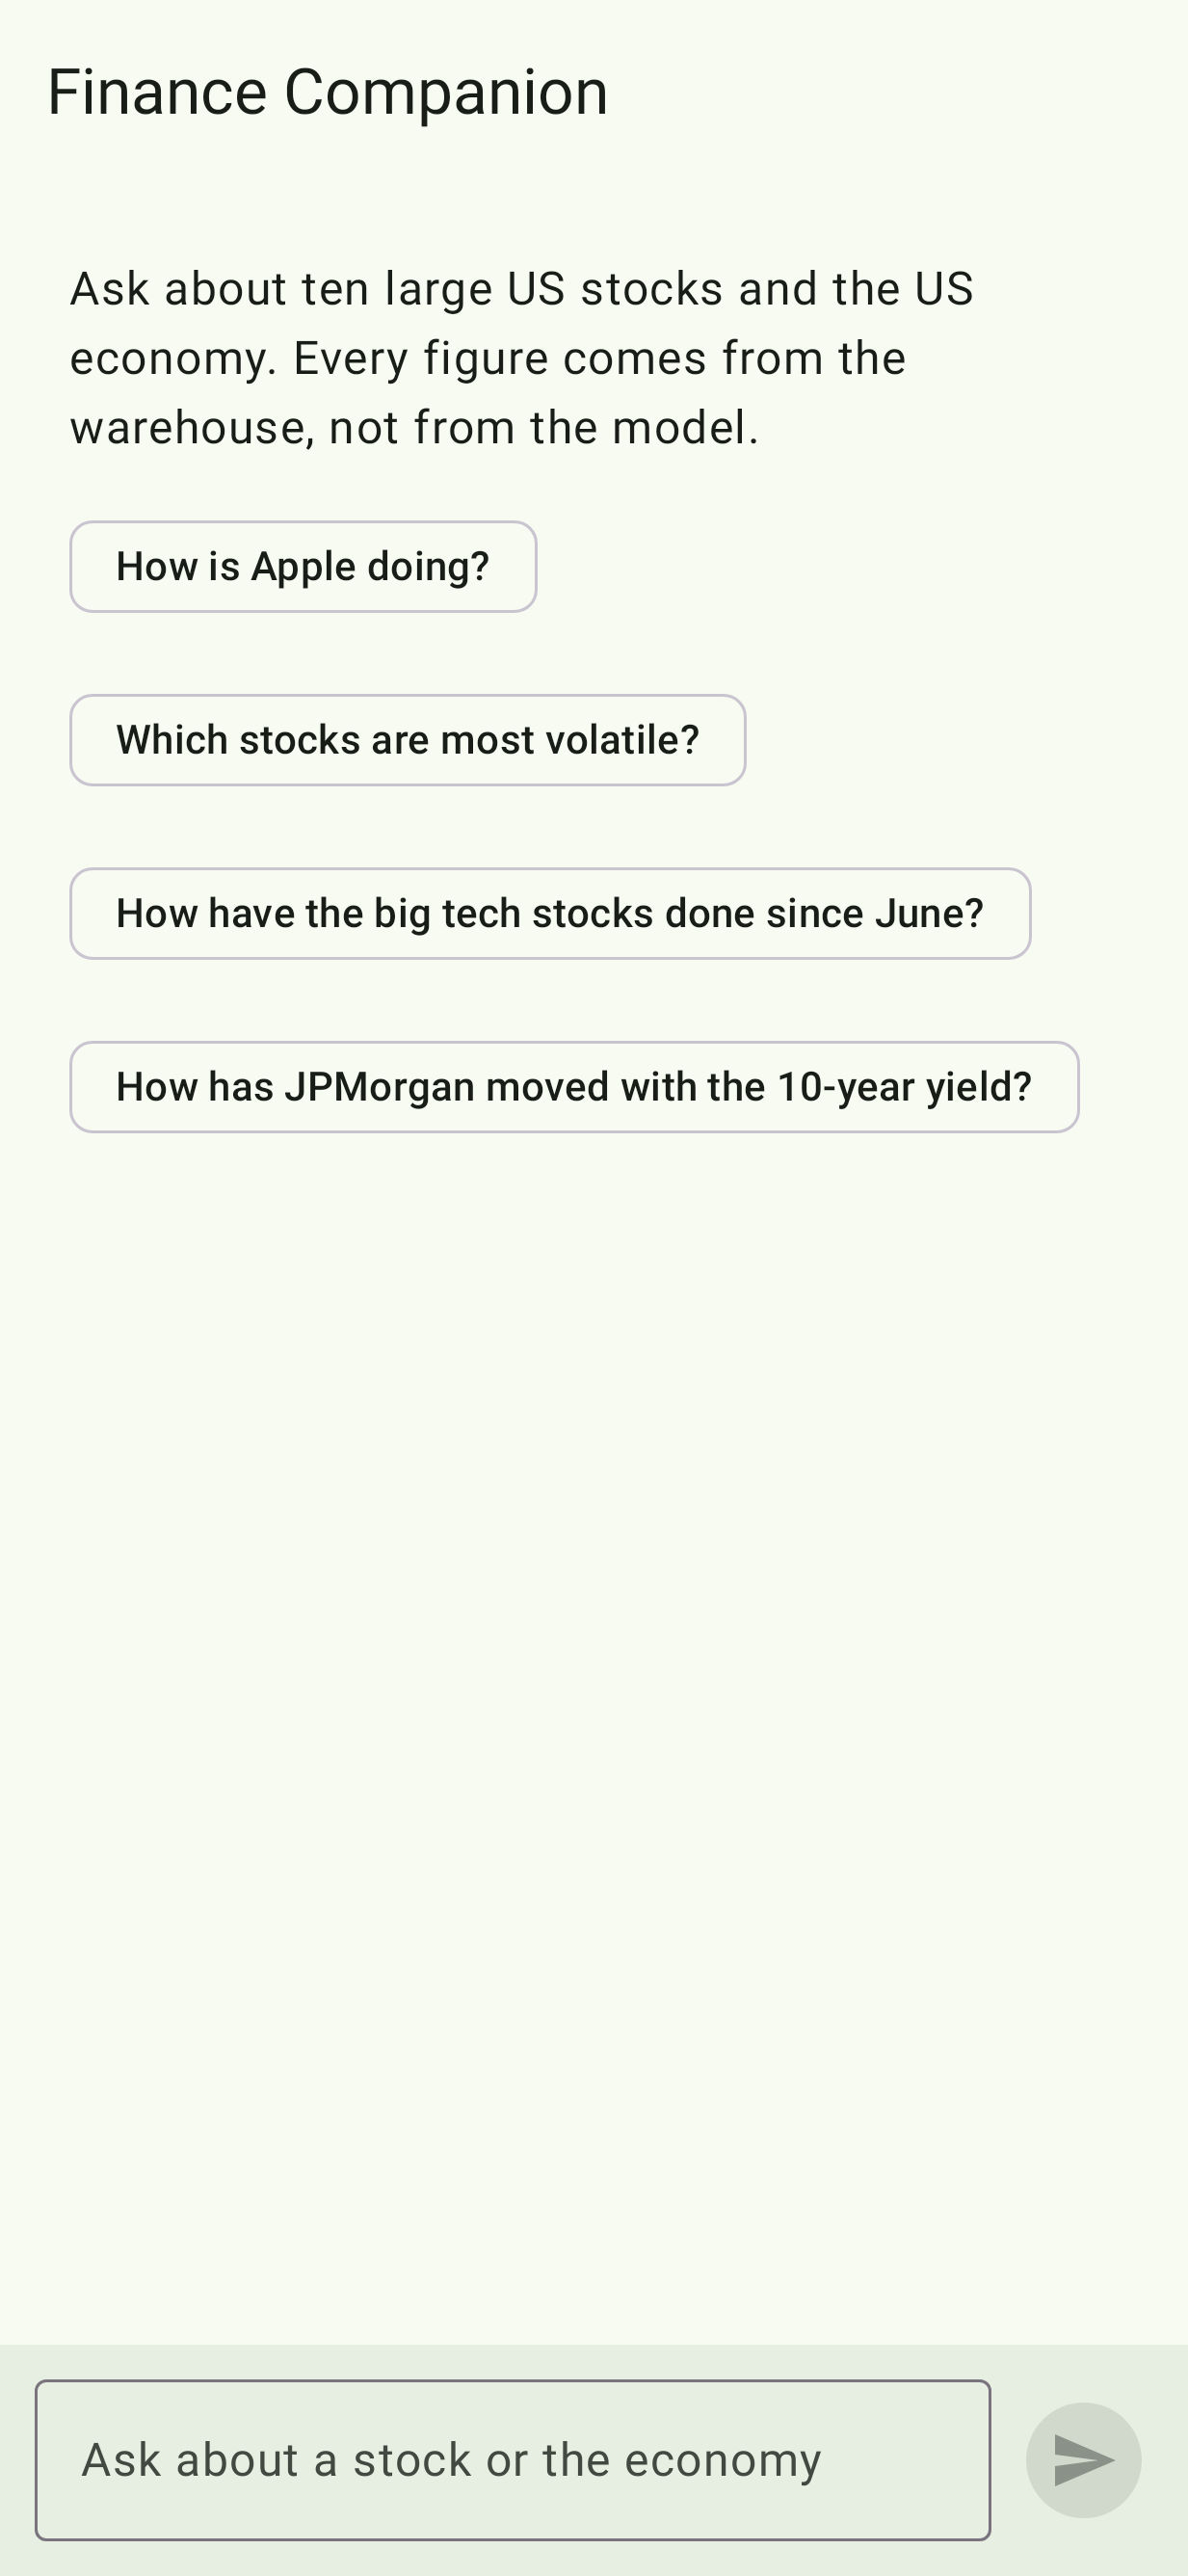 Finance Companion
Ask about ten large US stocks and the US
economy. Every figure comes from the
warehouse, not from the model.
How is Apple doing?
Which stocks are most volatile?
How have the big tech stocks done since June?
How has JPMorgan moved with the 10-year yield?
Ask about a stock or the economy